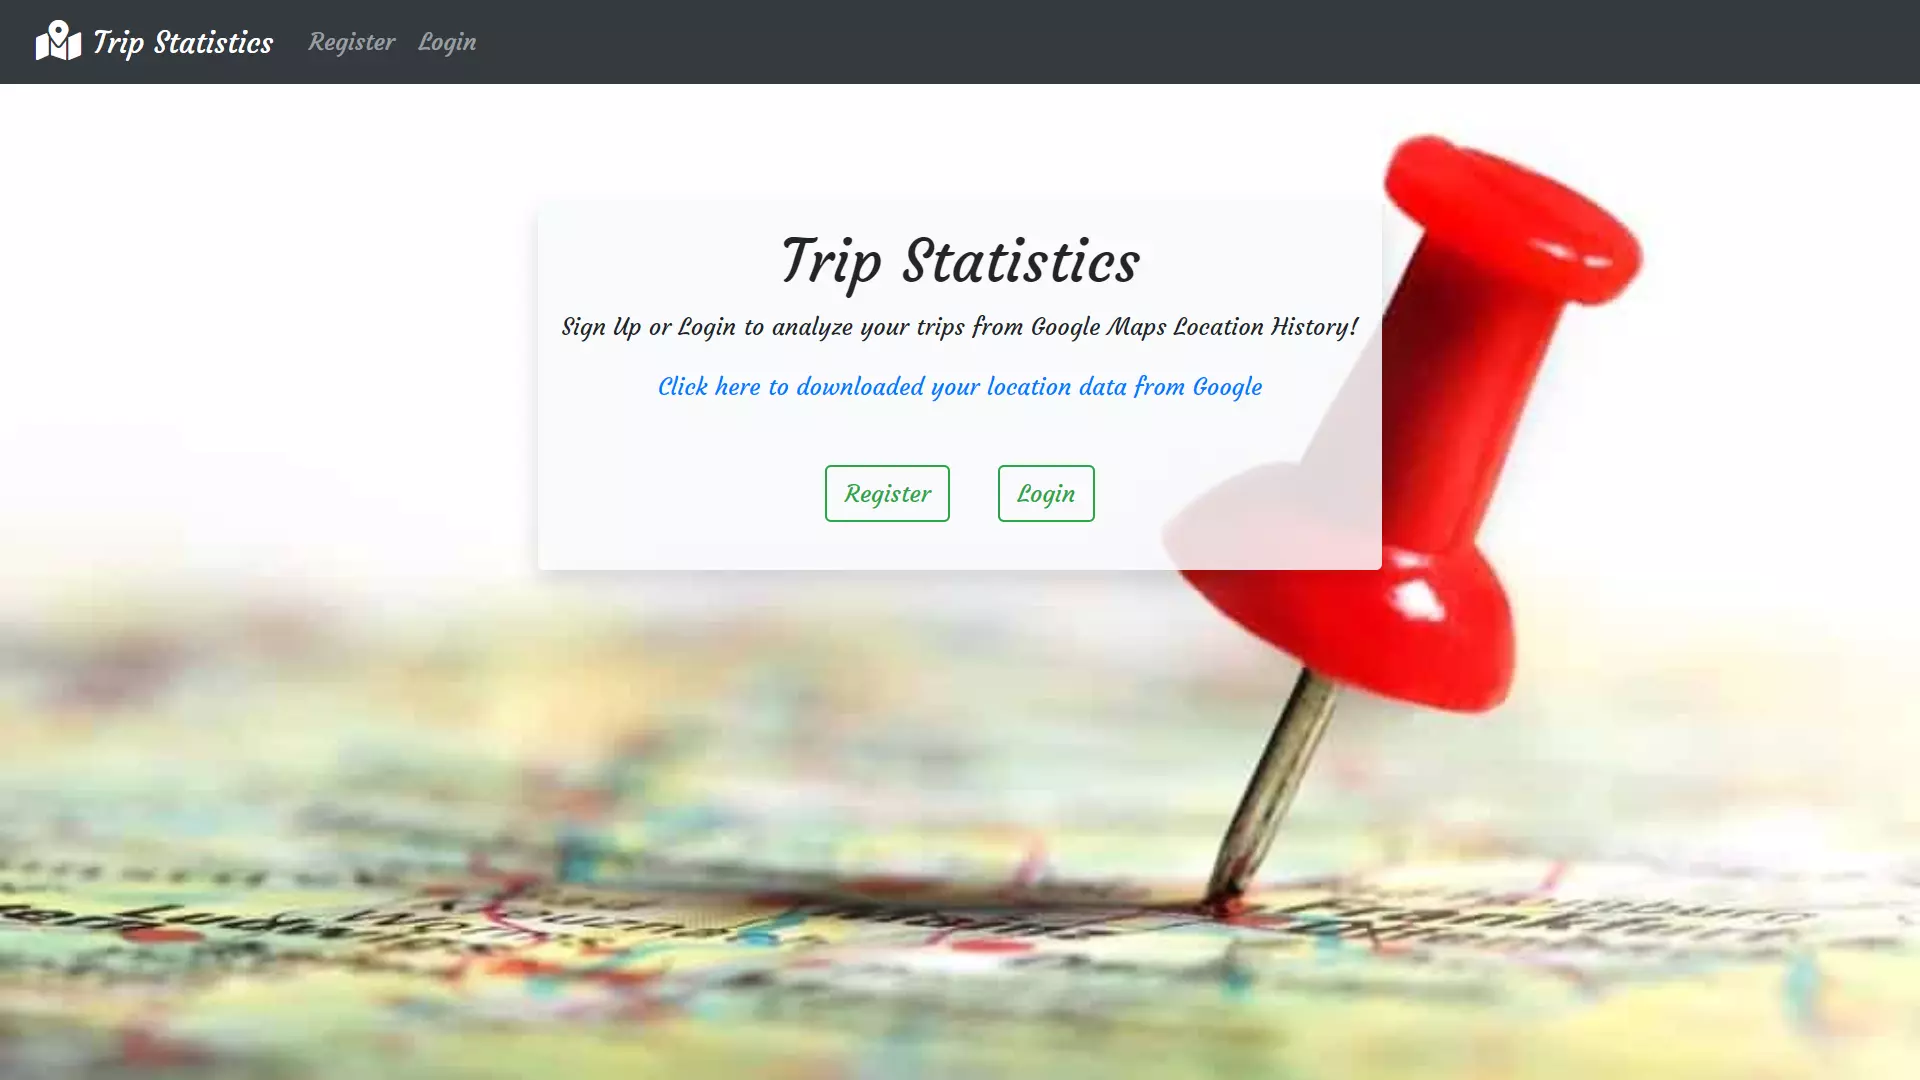 Trip Statistics Register Login
Trip Statistics
Sign Up or Login to analyze your trips from Google Maps Location History!
Click here to downloaded your location data from Google
Register Login